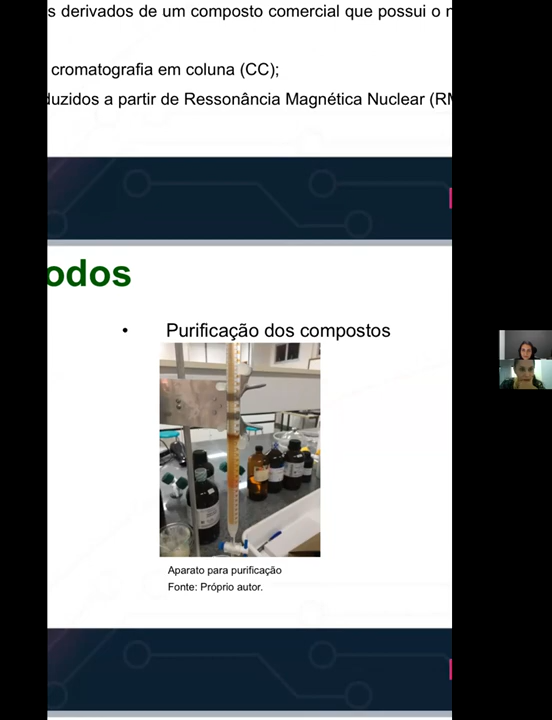 s derivados de um composto comercial que possui o
cromatografia em coluna (CC);
duzidos a partir de Ressonância Magnética Nuclear (RM
odos
• Purificação dos compostos
Aparato para purificação
Fonte: Próprio autor.